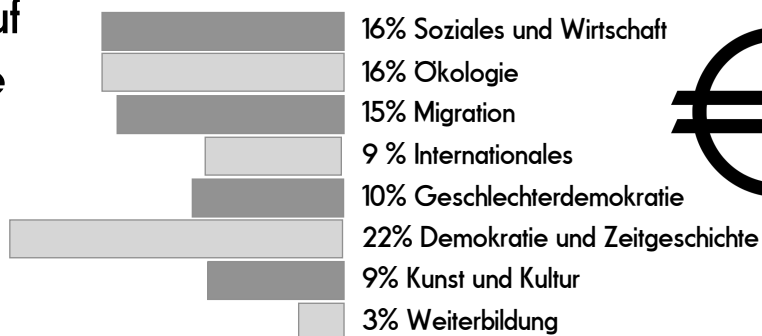 16% Soziales und Wirtschaft
16% Ökologie
15% Migration
9 % Internationales
10% Geschlechterdemokratie
22% Demokratie und Zeitgeschichte
9% Kunst und Kultur
3% Weiterbildung